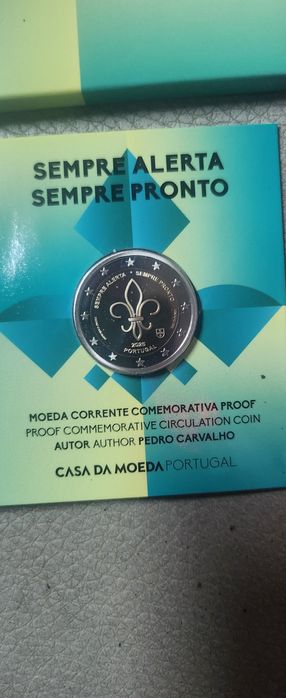 SEMPRE ALERTA
SEMPRE PRONTO
SEMPRE ALERTA • SEMPRE PRONTO
PORTUGAL
MOEDA CORRENTE COMEMORATIVA PROOF
PROOF COMMEMORATIVE CIRCULATION COIN
AUTOR AUTHOR PEDRO CARVALHO
CASA DA MOEDA PORTUGAL